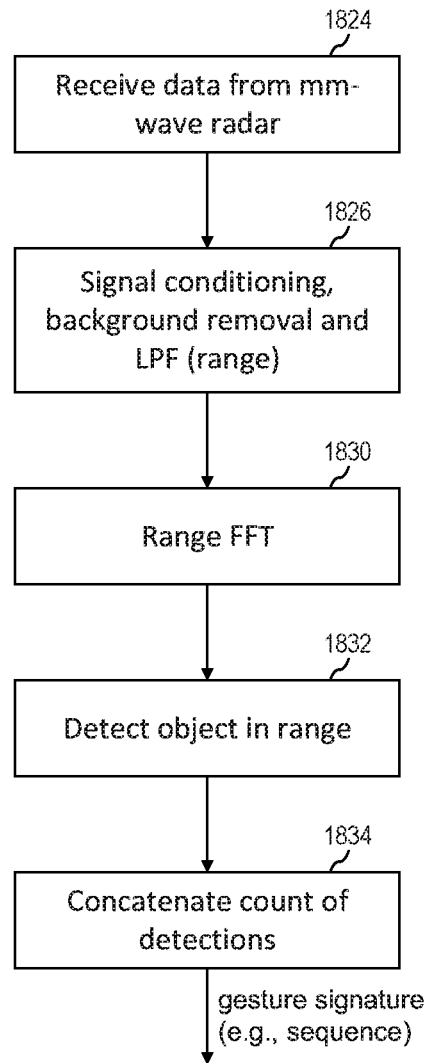 1824
Receive data from mm-
wave radar
1826
Signal conditioning,
background removal and
LPF (range)
1830
Range FFT
1832
Detect object in range
1834
Concatenate count of
detections
gesture signature
(e.g., sequence)